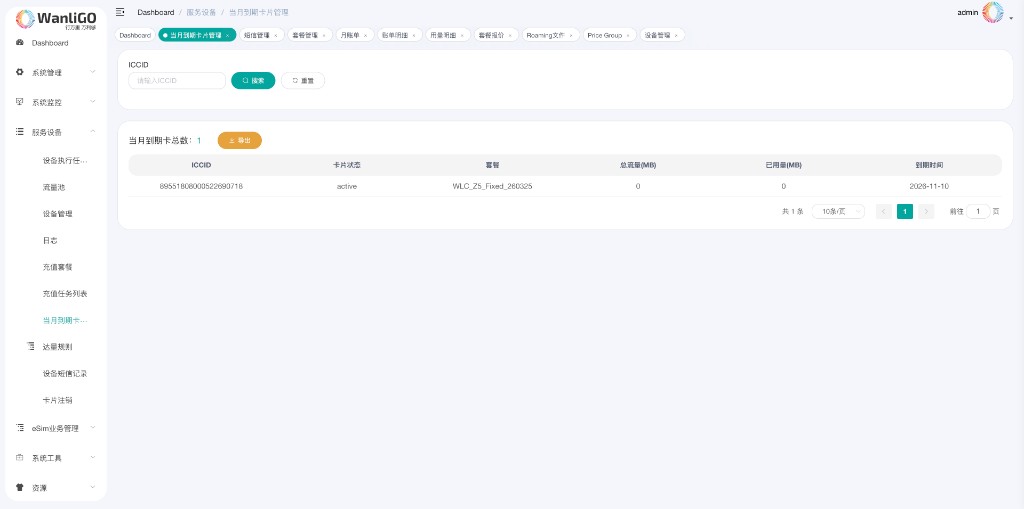 WanliGO
行万里 万利够
Dashboard
系统管理
系统监控
服务设备
设备执行任…
流量池
设备管理
日志
充值套餐
充值任务列表
当月到期卡…
达量规则
设备短信记录
卡片注销
eSim业务管理
系统工具
资源
Dashboard / 服务设备 / 当月到期卡片管理
admin
Dashboard
当月到期卡片管理 ×
短信管理 ×
套餐管理 ×
月账单 ×
账单明细 ×
用量明细 ×
套餐报价 ×
Roaming文件 ×
Price Group ×
设备管理 ×
ICCID
请输入ICCID
搜索
重置
当月到期卡总数: 1
导出
ICCID 卡片状态 套餐 总流量(MB) 已用量(MB) 到期时间
89551808000522690718 active WLC_Z5_Fixed_260325 0 0 2026-11-10
共 1 条 10条/页 < 1 > 前往 1 页